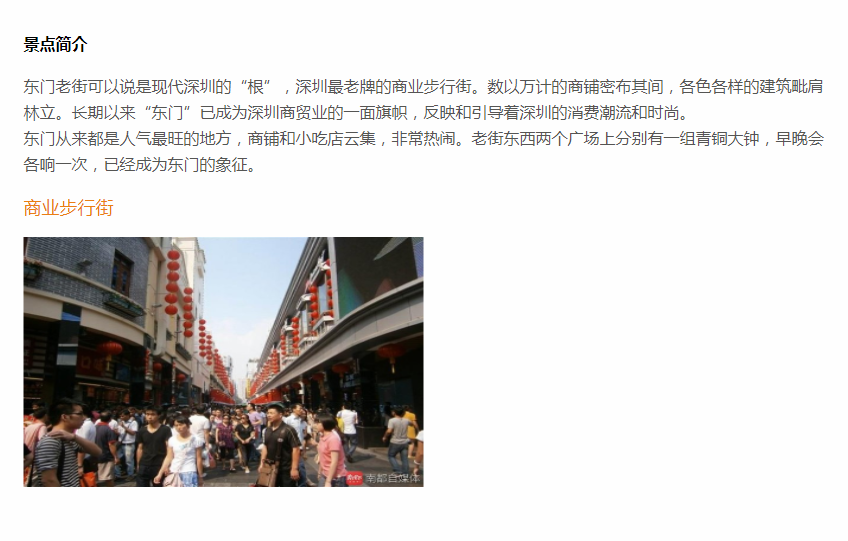 景点简介
东门老街可以说是现代深圳的“根”，深圳最老牌的商业步行街。数以万计的商铺密布其间，各色各样的建筑毗肩
林立。长期以来“东门”已成为深圳商贸业的一面旗帜，反映和引导着深圳的消费潮流和时尚。
东门从来都是人气最旺的地方，商铺和小吃店云集，非常热闹。老街东西两个广场上分别有一组青铜大钟，早晚会
各响一次，已经成为东门的象征。
商业步行街
南都自媒体